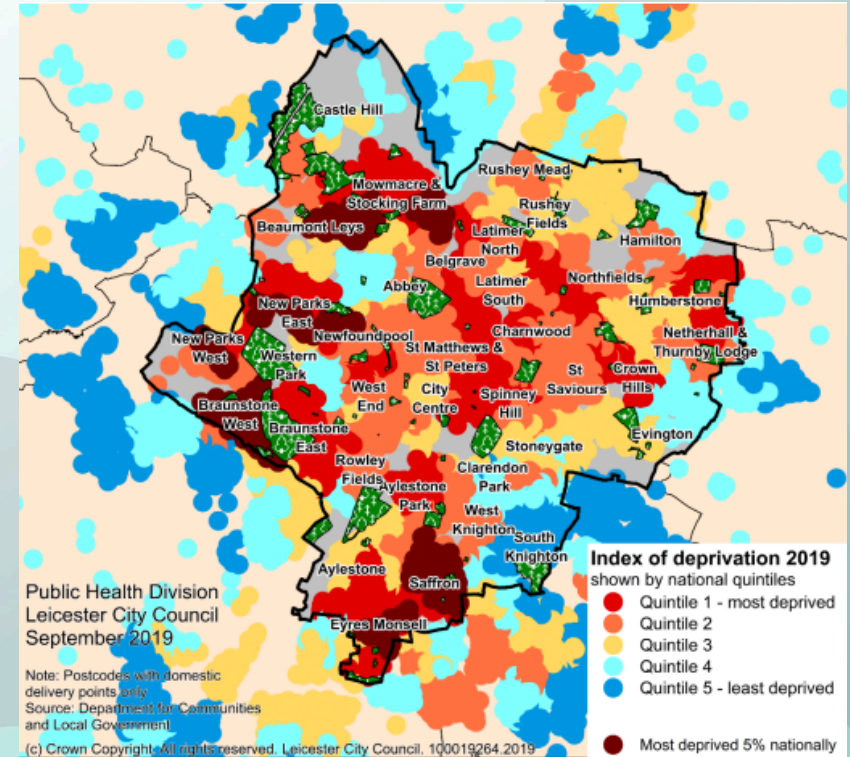 Castle Hill
Rushey Mead
Mowmacre &
Stocking Farm
Rushey
Fields
Beaumont Leys
Latimer
North
Hamilton
Belgrave
Abbey
Latimer
South
Northfields
Humberstone
New Parks
East
Newfoundpool
Charnwood
Netherhall &
Thurnby Lodge
New Parks
West
Western
Park
St Matthews &
St Peters
St
Saviours
Crown
Hills
West
End
City
Centre
Spinney
Hill
Braunstone
West
Braunstone
East
Evington
Stoneygate
Rowley
Fields
Clarendon
Park
Aylestone
Park
West
Knighton
South
Knighton
Aylestone
Saffron
Eyres Monsell
Public Health Division
Leicester City Council
September 2019
Note: Postcodes with domestic
delivery points only
Source: Department for Communities
and Local Government
(c) Crown Copyright. All rights reserved. Leicester City Council. 100019264.2019
Index of deprivation 2019
shown by national quintiles
Quintile 1 - most deprived
Quintile 2
Quintile 3
Quintile 4
Quintile 5 - least deprived
Most deprived 5% nationally